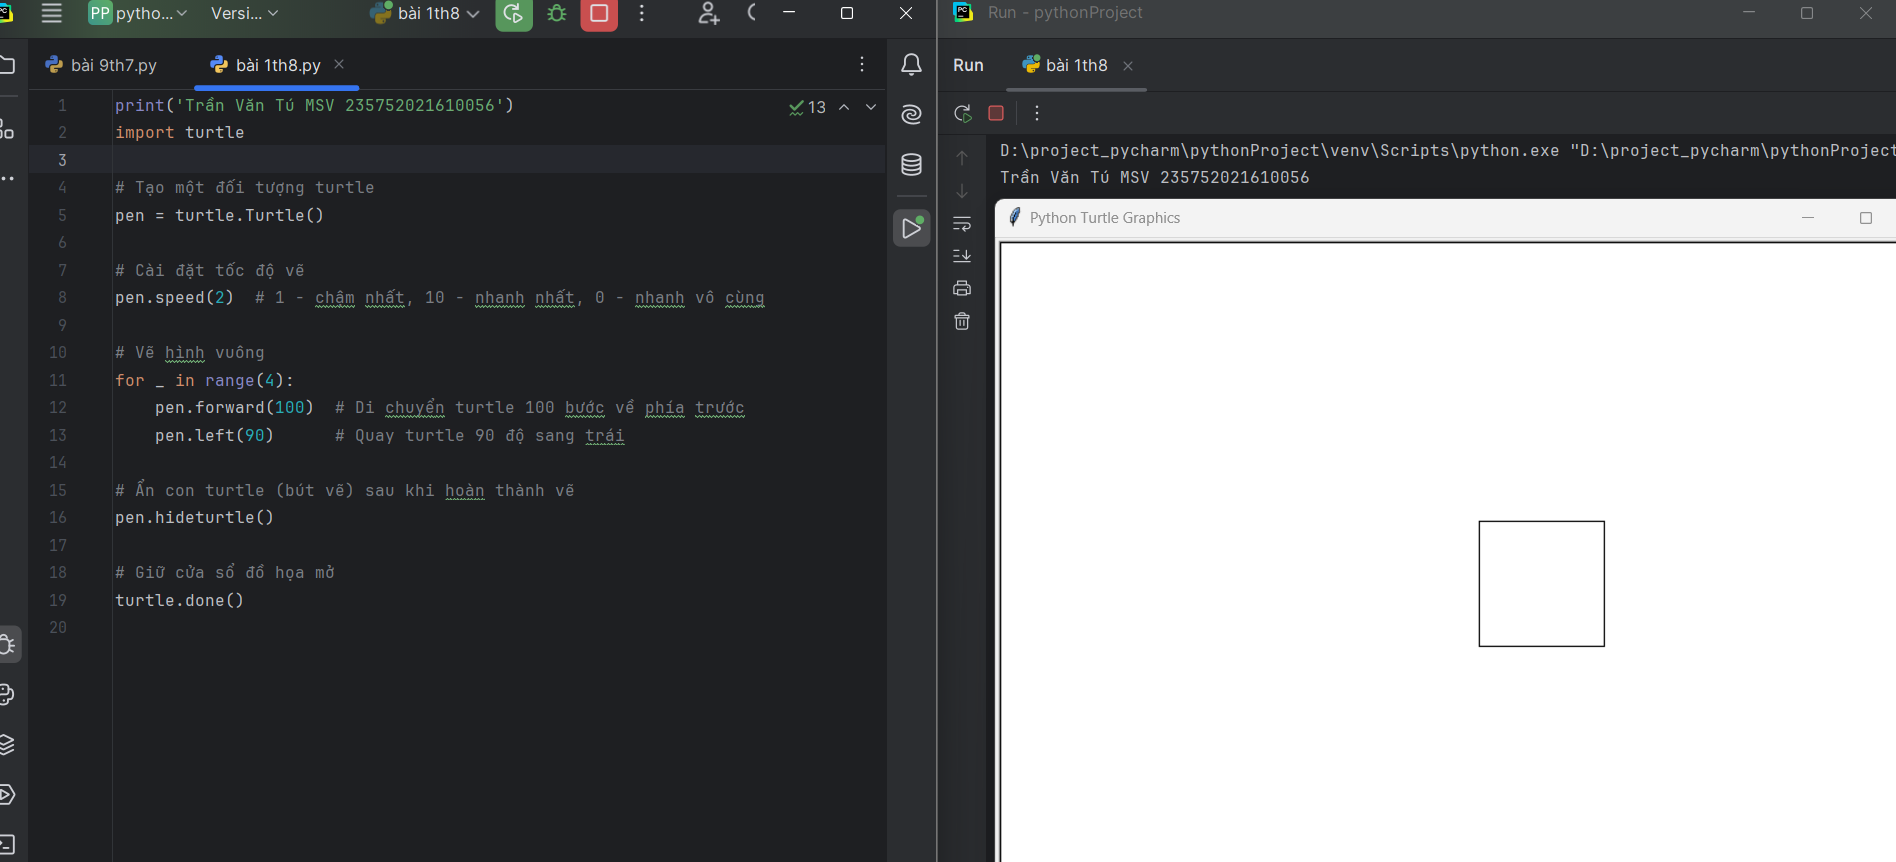 PP pytho... Versi... bài 1th8
bài 9th7.py bài 1th8.py
13
1 print('Trần Văn Tú MSV 235752021610056')
2 import turtle
3
4 # Tạo một đối tượng turtle
5 pen = turtle.Turtle()
6
7 # Cài đặt tốc độ vẽ
8 pen.speed(2)  # 1 - chậm nhất, 10 - nhanh nhất, 0 - nhanh vô cùng
9
10 # Vẽ hình vuông
11 for _ in range(4):
12     pen.forward(100)  # Di chuyển turtle 100 bước về phía trước
13     pen.left(90)      # Quay turtle 90 độ sang trái
14
15 # Ẩn con turtle (bút vẽ) sau khi hoàn thành vẽ
16 pen.hideturtle()
17
18 # Giữ cửa sổ đồ họa mở
19 turtle.done()
20
PC Run - pythonProject
Run bài 1th8
D:\project_pycharm\pythonProject\venv\Scripts\python.exe "D:\project_pycharm\pythonProject
Trần Văn Tú MSV 235752021610056
Python Turtle Graphics